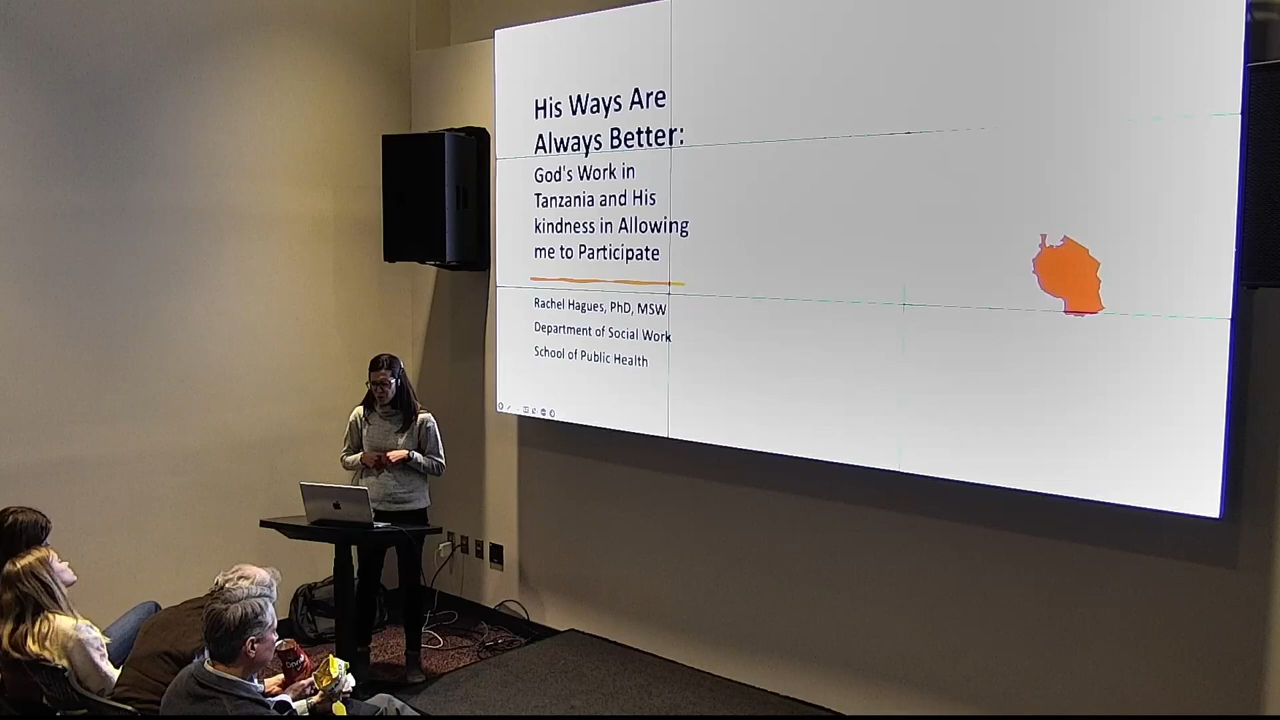 His Ways Are
Always Better:
God's Work in
Tanzania and His
kindness in Allowing
me to Participate
Rachel Hagues, PhD, MSW
Department of Social Work
School of Public Health